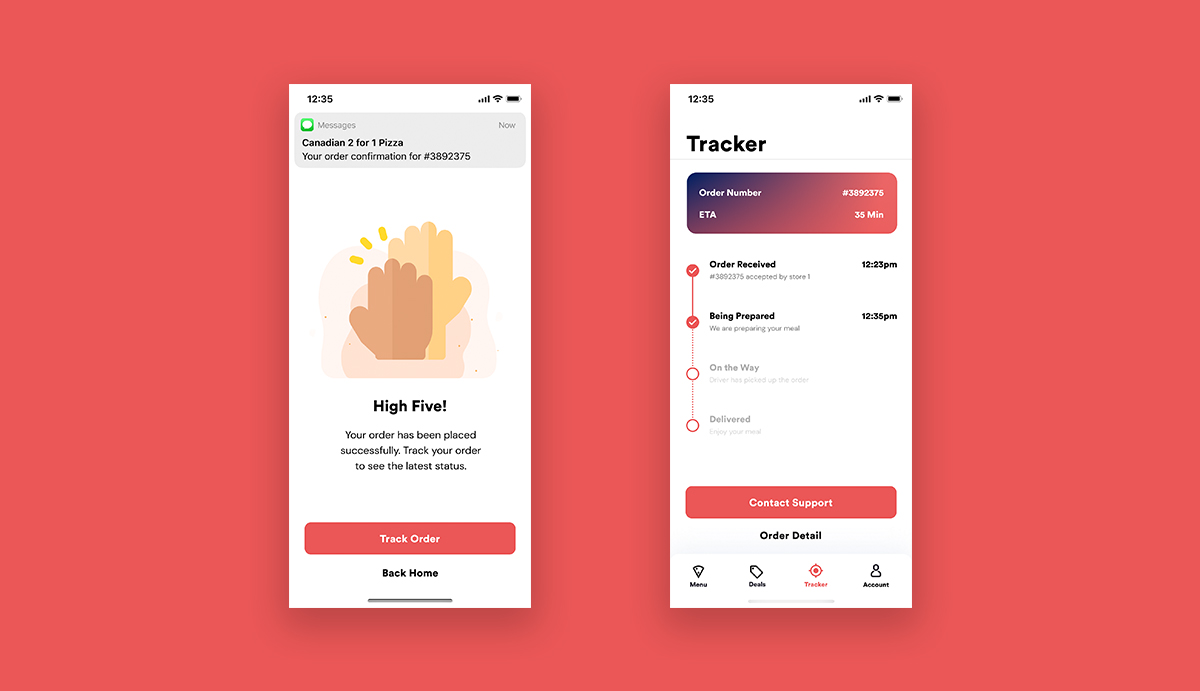 12:35
Messages
Now
Canadian 2 for 1 Pizza
Your order confirmation for #3892375
High Five!
Your order has been placed
successfully. Track your order
to see the latest status.
Track Order
Back Home
12:35
Tracker
Order Number #3892375
ETA 35 Min
Order Received 12:23pm
#3892375 accepted by store !
Being Prepared 12:35pm
We are preparing your meal
On the Way
Driver has picked up the order
Delivered
Enjoy your meal
Contact Support
Order Detail
Menu Deals Tracker Account